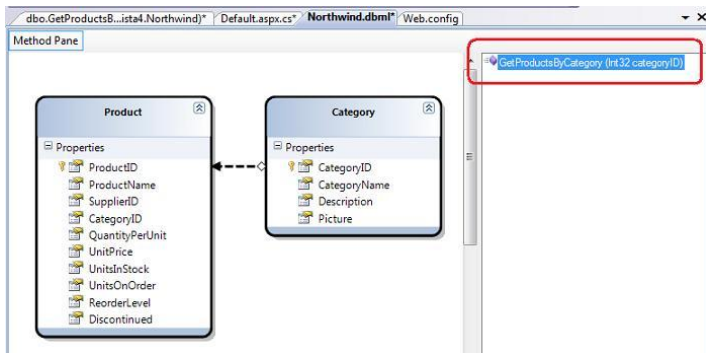 dbo.GetProductsB...ista4.Northwind)* Default.aspx.cs* Northwind.dbml* Web.config
Method Pane
GetProductsByCategory (Int32 categoryID)
Product
Properties
ProductID
ProductName
SupplierID
CategoryID
QuantityPerUnit
UnitPrice
UnitsInStock
UnitsOnOrder
ReorderLevel
Discontinued
Category
Properties
CategoryID
CategoryName
Description
Picture